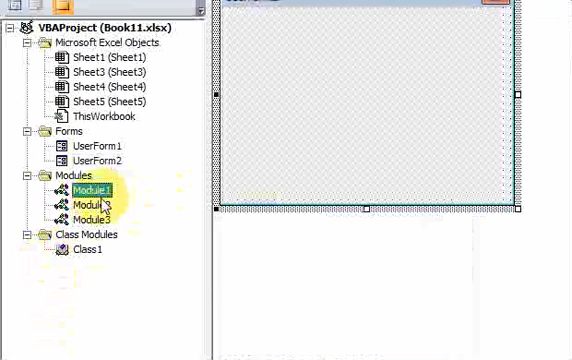 VBAProject (Book11.xlsx)
Microsoft Excel Objects
Sheet1 (Sheet1)
Sheet3 (Sheet3)
Sheet4 (Sheet4)
Sheet5 (Sheet5)
ThisWorkbook
Forms
UserForm1
UserForm2
Modules
Module1
Module3
Class Modules
Class1